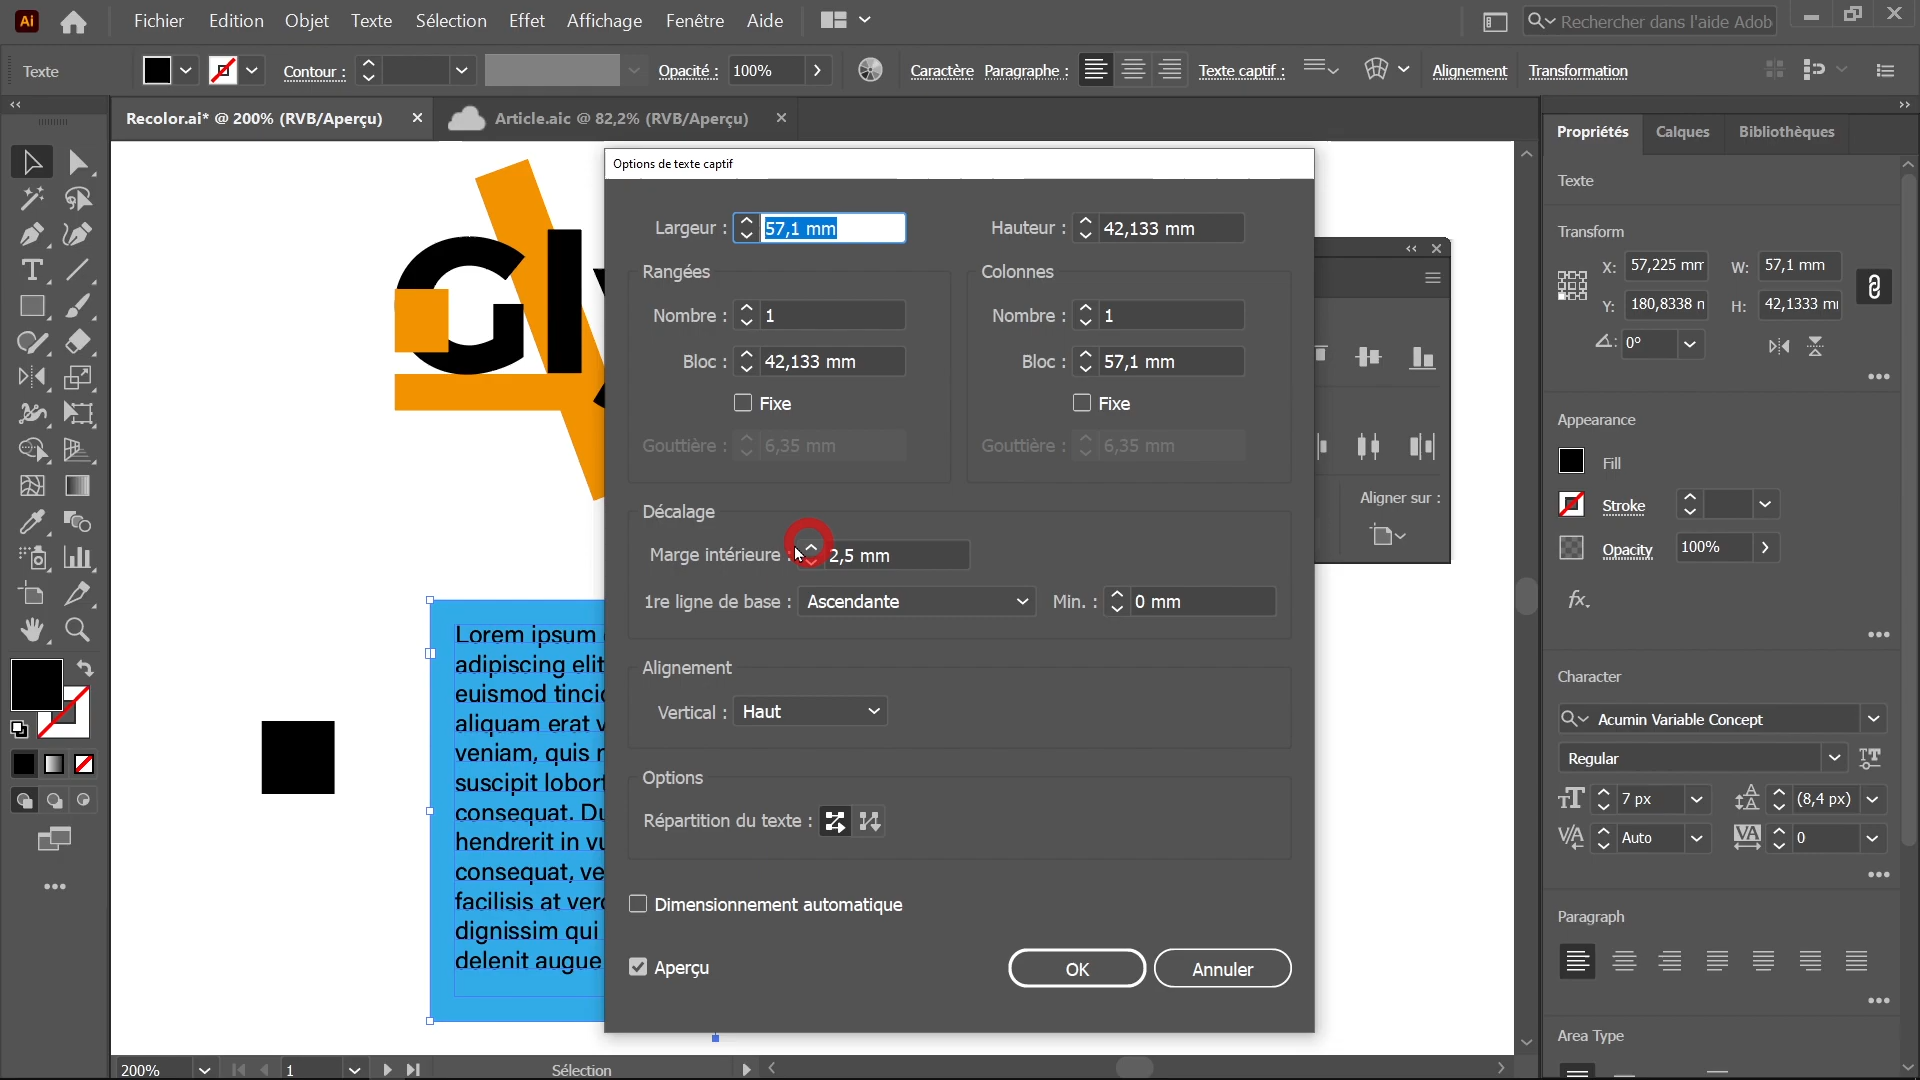 Ai Fichier Edition Objet Texte Sélection Effet Affichage Fenêtre Aide Rechercher dans l'aide Adob
Texte Contour : Opacité : 100% Caractère Paragraphe : Texte captif : Alignement Transformation
Recolor.ai* @ 200% (RVB/Aperçu) Article.aic @ 82,2% (RVB/Aperçu)
Propriétés Calques Bibliothèques
Options de texte captif
Largeur : 57,1 mm Hauteur : 42,133 mm
Rangées Colonnes
Nombre : 1 Nombre : 1
Bloc : 42,133 mm Bloc : 57,1 mm
Fixe Fixe
Gouttière : 6,35 mm Gouttière : 6,35 mm
Décalage
Marge intérieure : 2,5 mm
1re ligne de base : Ascendante Min. : 0 mm
Alignement
Vertical : Haut
Options
Répartition du texte :
Dimensionnement automatique
Aperçu OK Annuler
Gly
Lorem ipsum
adipiscing elit
euismod tincid
aliquam erat v
veniam, quis n
suscipit lobort
consequat. Du
hendrerit in vu
consequat, ve
facilisis at vero
dignissim qui
delenit augue
Aligner sur :
Texte
Transform
X: 57,225 mm W: 57,1 mm
Y: 180,8338 m H: 42,1333 mi
0°
Appearance
Fill
Stroke
Opacity 100%
fx.
Character
Acumin Variable Concept
Regular
7 px (8,4 px)
Auto 0
Paragraph
Area Type
200% 1 Sélection